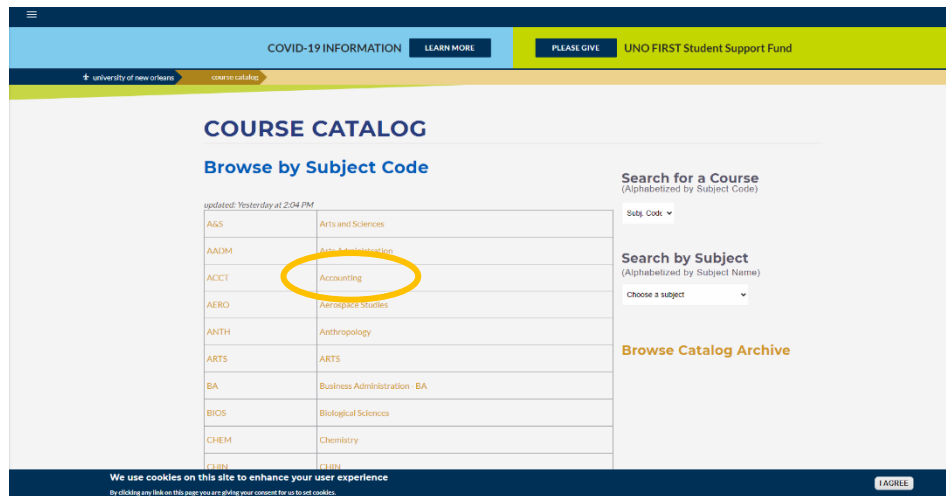 COVID-19 INFORMATION LEARN MORE PLEASE GIVE UNO FIRST Student Support Fund
university of new orleans course catalog
COURSE CATALOG
Browse by Subject Code
updated: Yesterday at 2:04 PM
A&S Arts and Sciences
AADM Arts Administration
ACCT Accounting
AERO Aerospace Studies
ANTH Anthropology
ARTS ARTS
BA Business Administration - BA
BIOS Biological Sciences
CHEM Chemistry
CHIN CHIN
Search for a Course
(Alphabetized by Subject Code)
Subj. Code
Search by Subject
(Alphabetized by Subject Name)
Choose a subject
Browse Catalog Archive
We use cookies on this site to enhance your user experience
By clicking any link on this page you are giving your consent for us to set cookies.
I AGREE